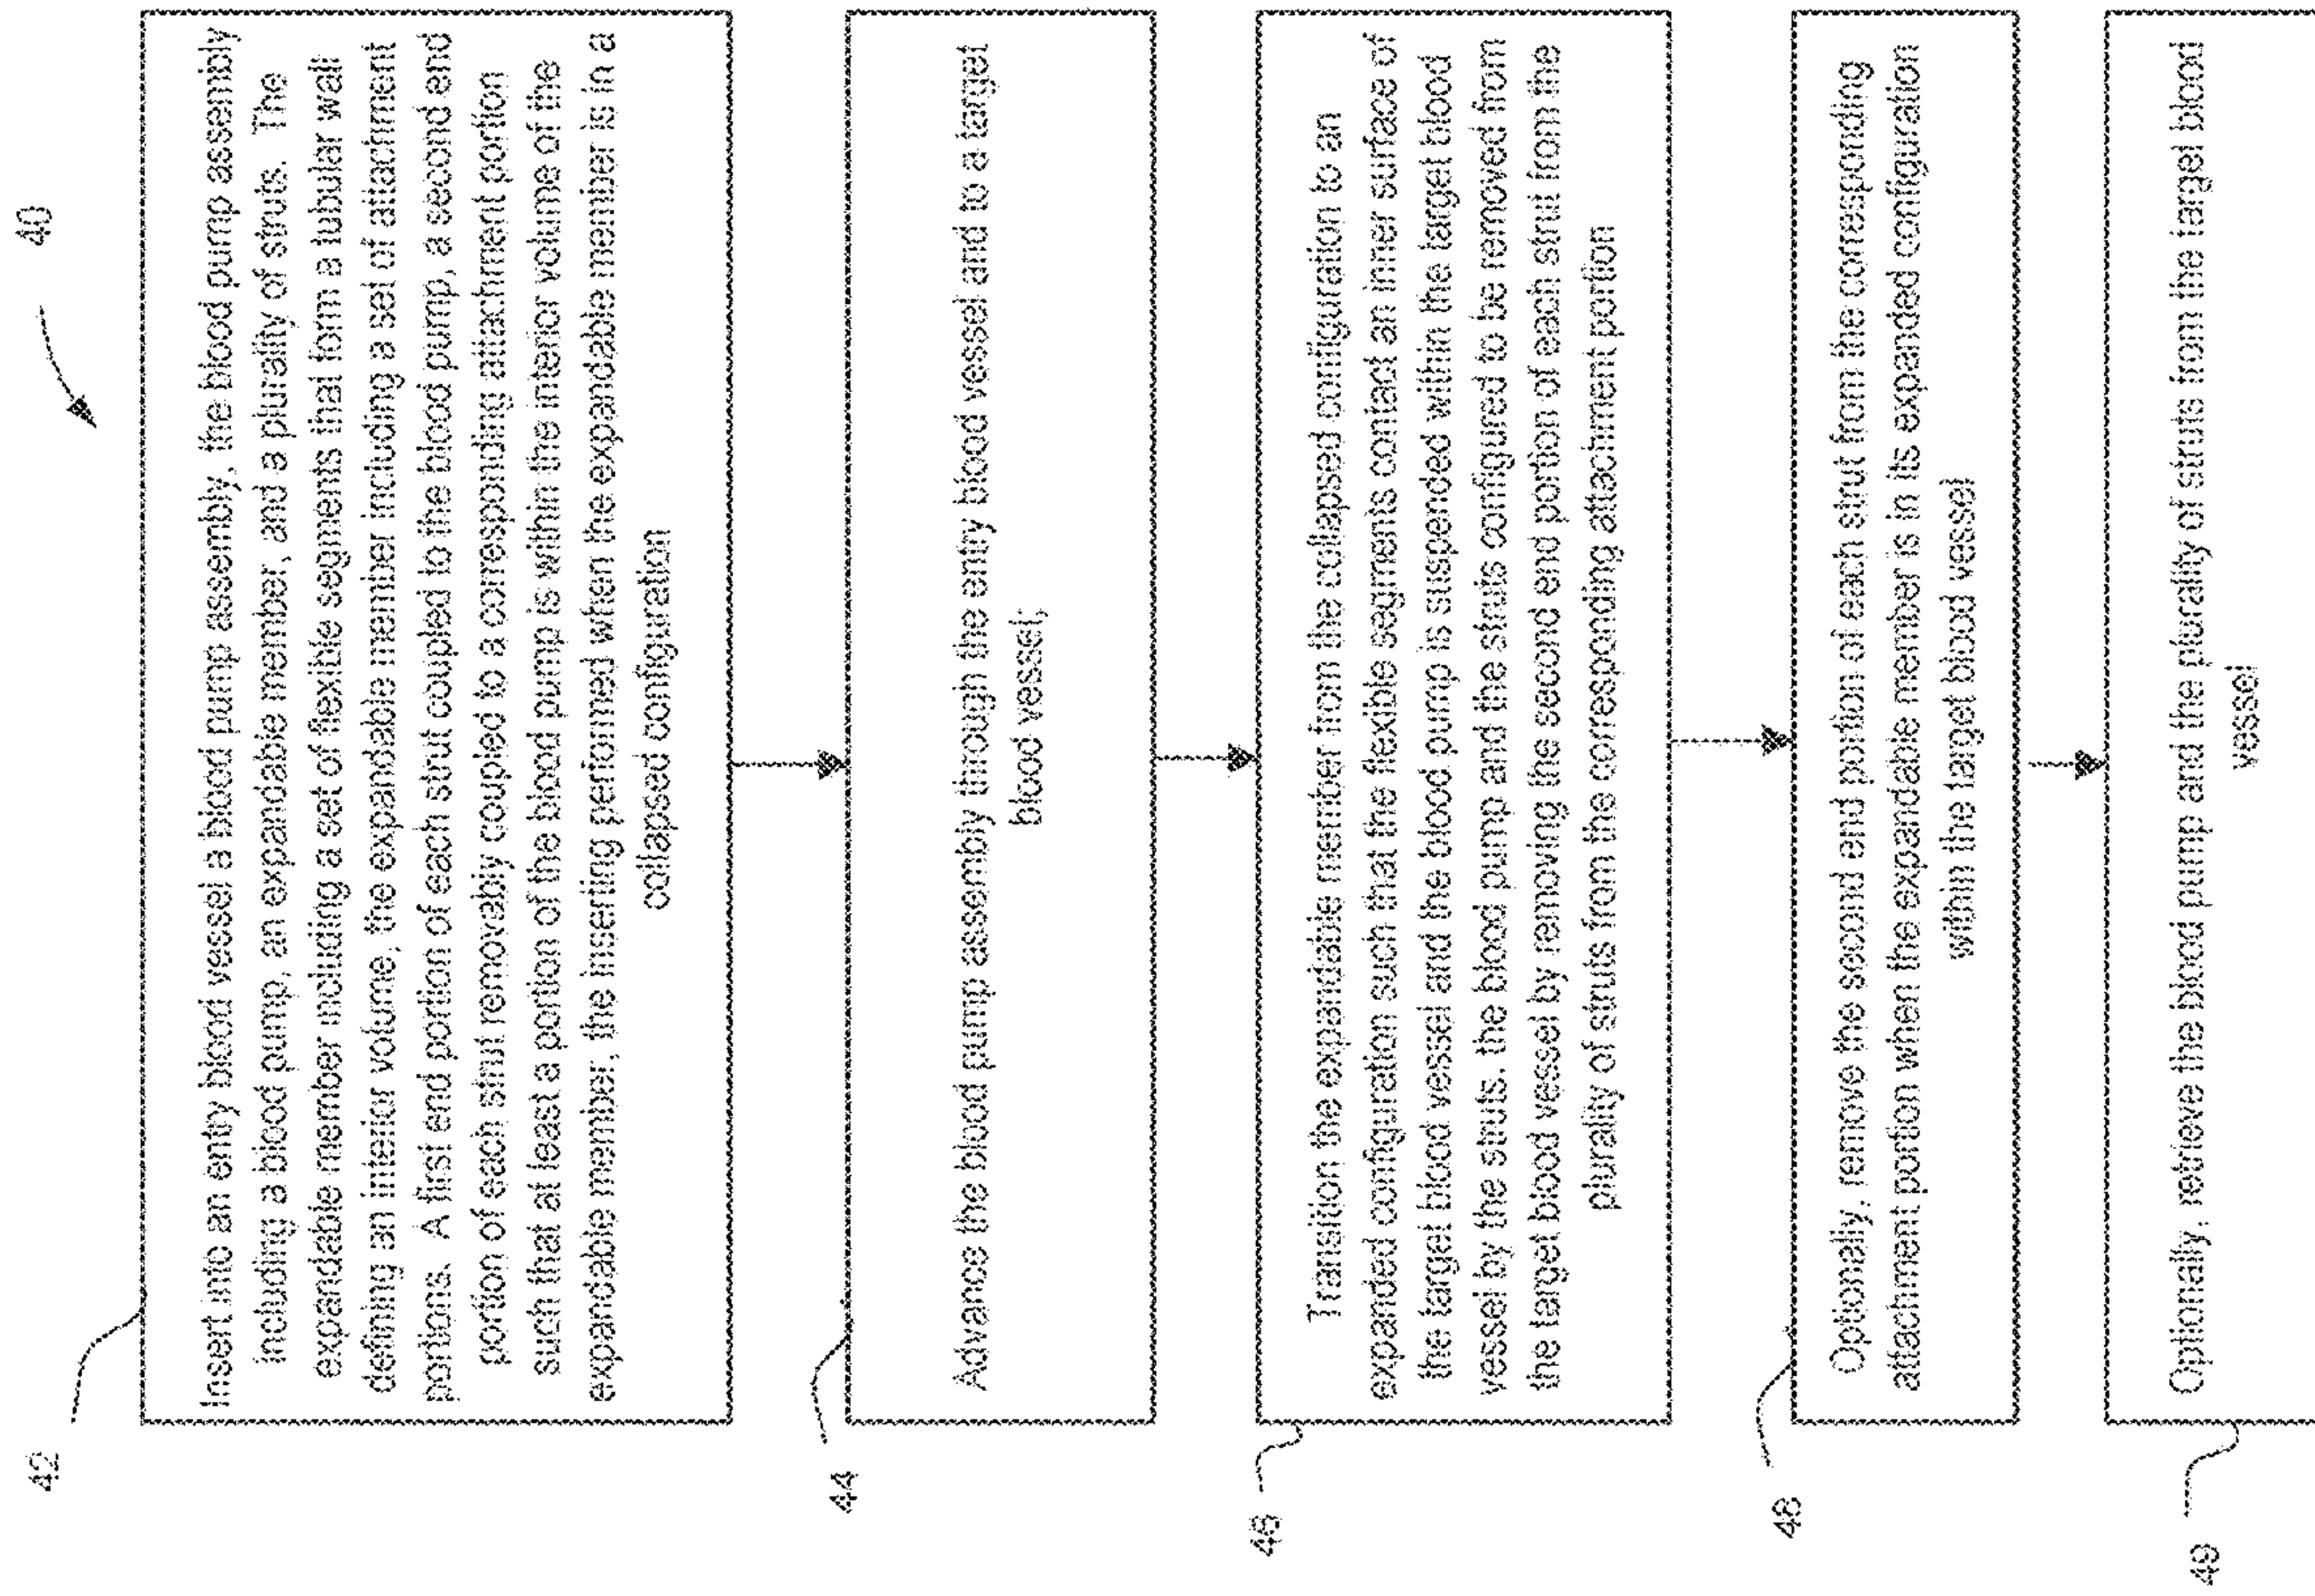 40
42
Insert into an entry blood vessel a blood pump assembly, the blood pump assembly
including a blood pump, an expandable member, and a plurality of struts. The
expandable member including a set of flexible segments that form a tubular wall
defining an interior volume, the expandable member including a set of attachment
portions. A first end portion of each strut coupled to the blood pump, a second end
portion of each strut removably coupled to a corresponding attachment portion
such that at least a portion of the blood pump is within the interior volume of the
expandable member, the inserting performed when the expandable member is in a
collapsed configuration
44
Advance the blood pump assembly through the entry blood vessel and to a target
blood vessel;
46
Transition the expandable member from the collapsed configuration to an
expanded configuration such that the flexible segments contact an inner surface of
the target blood vessel and the blood pump is suspended within the target blood
vessel by the struts. the blood pump and the struts configured to be removed from
the target blood vessel by removing the second end portion of each strut from the
plurality of struts from the corresponding attachment portion
48
Optionally, remove the second end portion of each strut from the corresponding
attachment portion when the expandable member is in its expanded configuration
within the target blood vessel
49
Optionally, retrieve the blood pump and the plurality of struts from the target blood
vessel